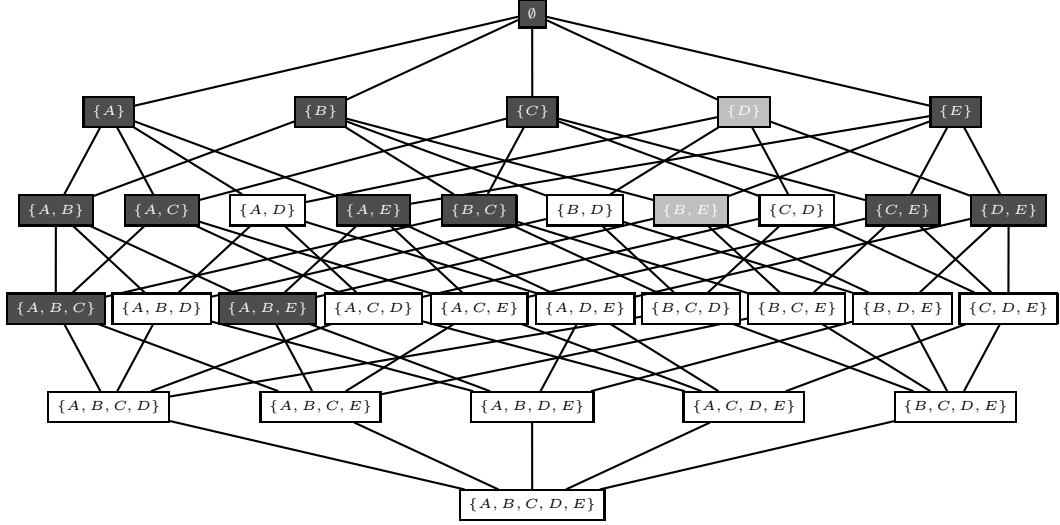 ∅
{A} {B} {C} {D} {E}
{A, B} {A, C} {A, D} {A, E} {B, C} {B, D} {B, E} {C, D} {C, E} {D, E}
{A, B, C} {A, B, D} {A, B, E} {A, C, D} {A, C, E} {A, D, E} {B, C, D} {B, C, E} {B, D, E} {C, D, E}
{A, B, C, D} {A, B, C, E} {A, B, D, E} {A, C, D, E} {B, C, D, E}
{A, B, C, D, E}